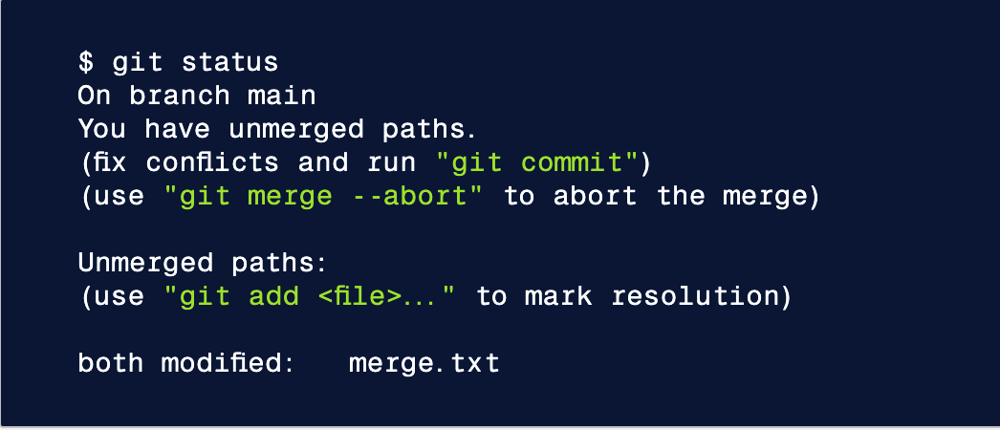 $ git status
On branch main
You have unmerged paths.
(fix conflicts and run "git commit")
(use "git merge --abort" to abort the merge)
Unmerged paths:
(use "git add <file>..." to mark resolution)
both modified:   merge.txt